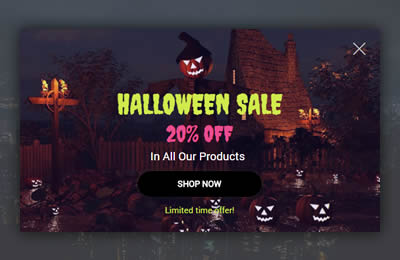 HALLOWEEN SALE
20% OFF
In All Our Products
SHOP NOW
Limited time offer!